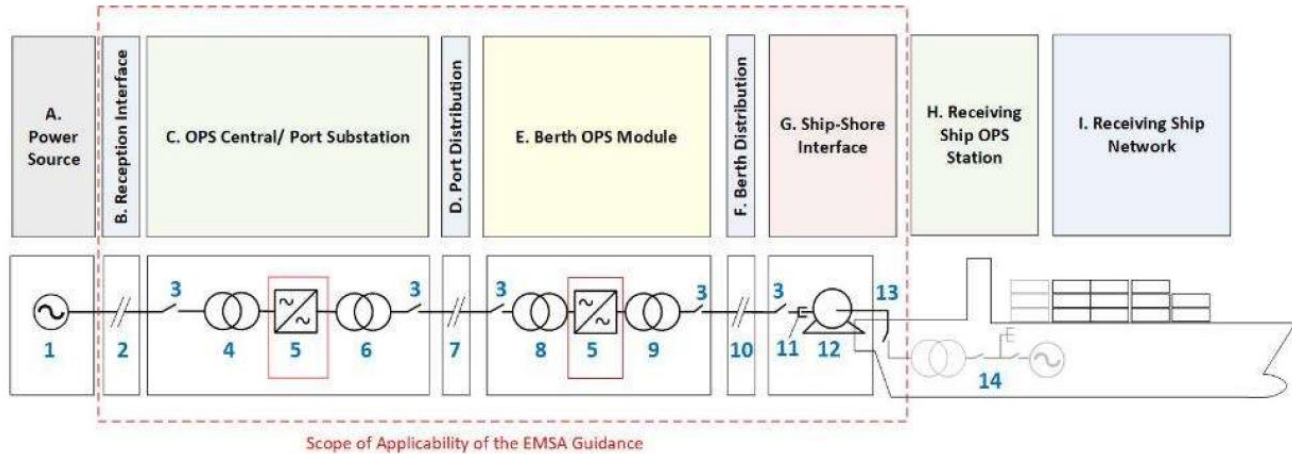 A.
Power
Source
B. Reception Interface
C. OPS Central/ Port Substation
D. Port Distribution
E. Berth OPS Module
F. Berth Distribution
G. Ship-Shore
Interface
H. Receiving
Ship OPS
Station
I. Receiving Ship
Network
1
2
3
4
5
6
3
7
3
8
5
9
3
10
3
11
12
13
14
Scope of Applicability of the EMSA Guidance